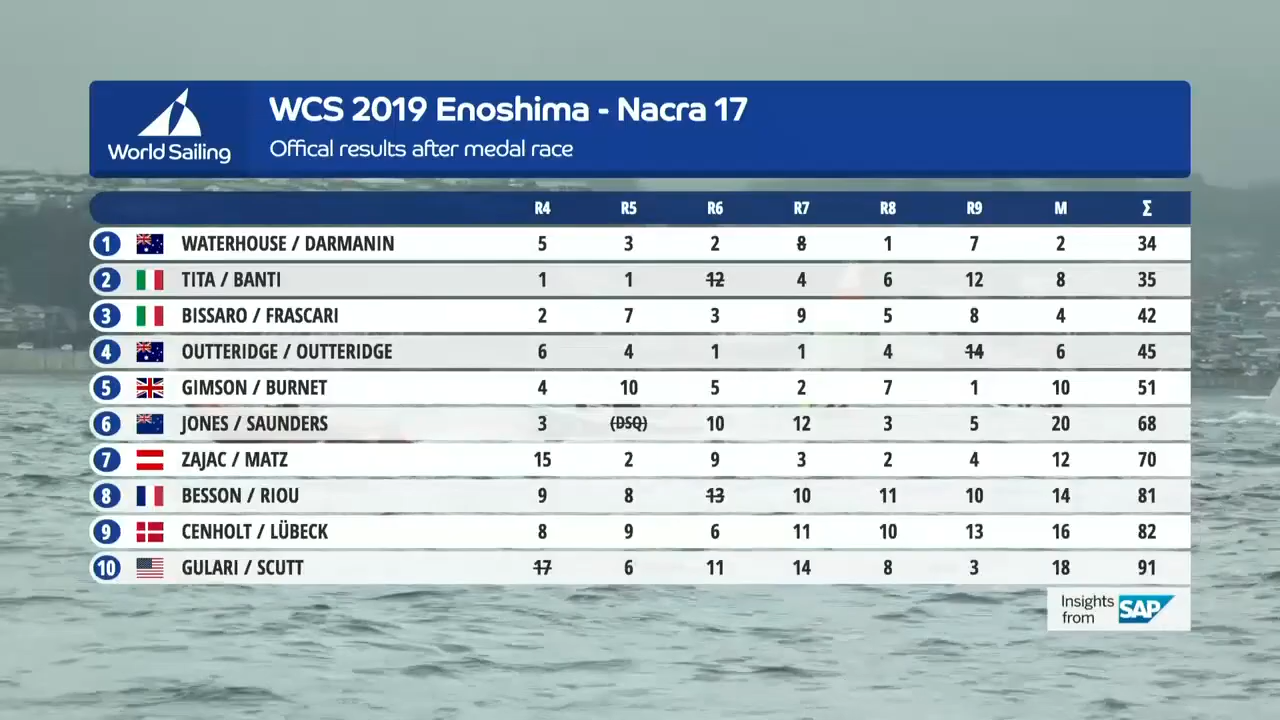 World Sailing
WCS 2019 Enoshima - Nacra 17
Offical results after medal race
R4 R5 R6 R7 R8 R9 M Σ
1 WATERHOUSE / DARMANIN 5 3 2 8 1 7 2 34
2 TITA / BANTI 1 1 12 4 6 12 8 35
3 BISSARO / FRASCARI 2 7 3 9 5 8 4 42
4 OUTTERIDGE / OUTTERIDGE 6 4 1 1 4 14 6 45
5 GIMSON / BURNET 4 10 5 2 7 1 10 51
6 JONES / SAUNDERS 3 (DSQ) 10 12 3 5 20 68
7 ZAJAC / MATZ 15 2 9 3 2 4 12 70
8 BESSON / RIOU 9 8 13 10 11 10 14 81
9 CENHOLT / LÜBECK 8 9 6 11 10 13 16 82
10 GULARI / SCUTT 17 6 11 14 8 3 18 91
Insights
from SAP